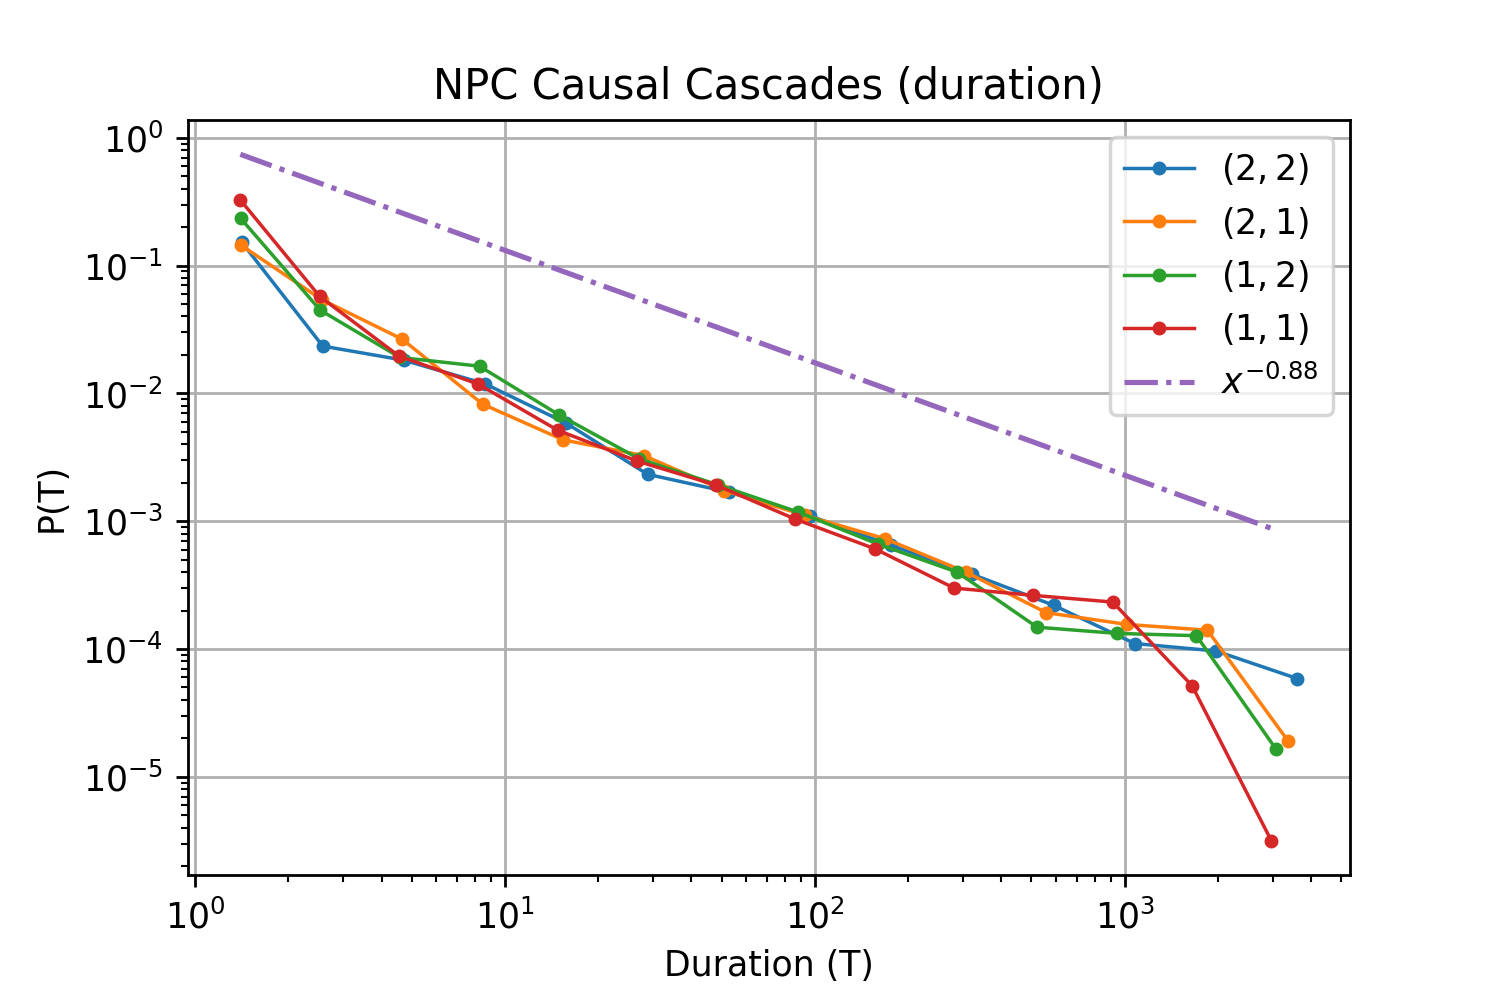 NPC Causal Cascades (duration)
P(T)
10^0
10^-1
10^-2
10^-3
10^-4
10^-5
(2, 2)
(2, 1)
(1, 2)
(1, 1)
x^-0.88
10^0 10^1 10^2 10^3
Duration (T)